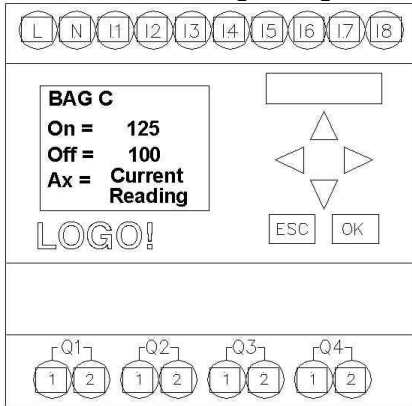 L N I1 I2 I3 I4 I5 I6 I7 I8
BAG C
On = 125
Off = 100
Ax = Current
Reading
LOGO!
ESC OK
Q1 Q2 Q3 Q4
1 2 1 2 1 2 1 2